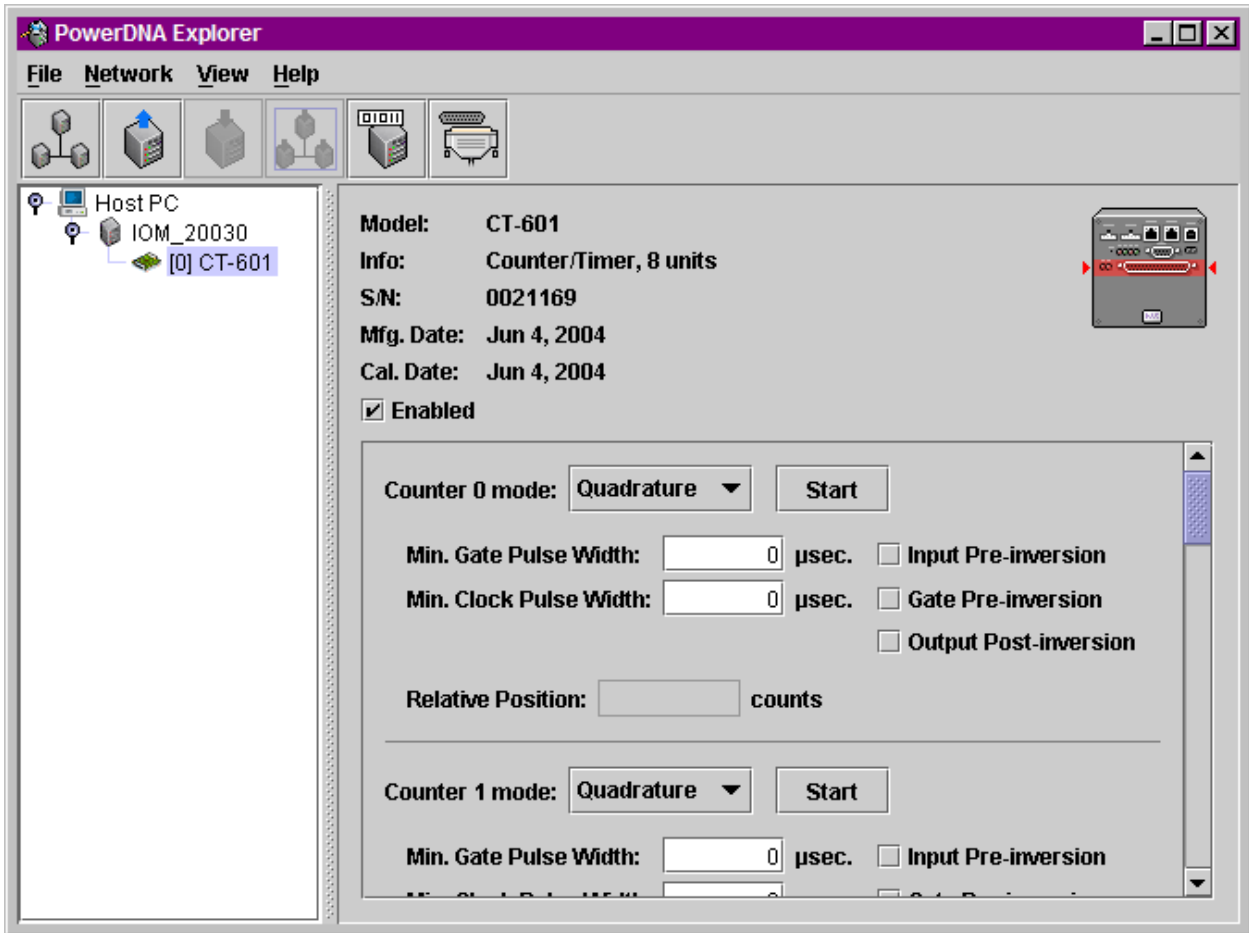 PowerDNA Explorer
File Network View Help
01011
Host PC
IOM_20030
[0] CT-601
Model: CT-601
Info: Counter/Timer, 8 units
S/N: 0021169
Mfg. Date: Jun 4, 2004
Cal. Date: Jun 4, 2004
Enabled
Counter 0 mode: Quadrature Start
Min. Gate Pulse Width: 0 µsec. Input Pre-inversion
Min. Clock Pulse Width: 0 µsec. Gate Pre-inversion
Output Post-inversion
Relative Position: counts
Counter 1 mode: Quadrature Start
Min. Gate Pulse Width: 0 µsec. Input Pre-inversion